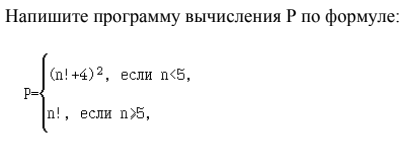 Напишите программу вычисления P по формуле:
(n!+4)², если n<5,
P=
n!, если n⩾5,